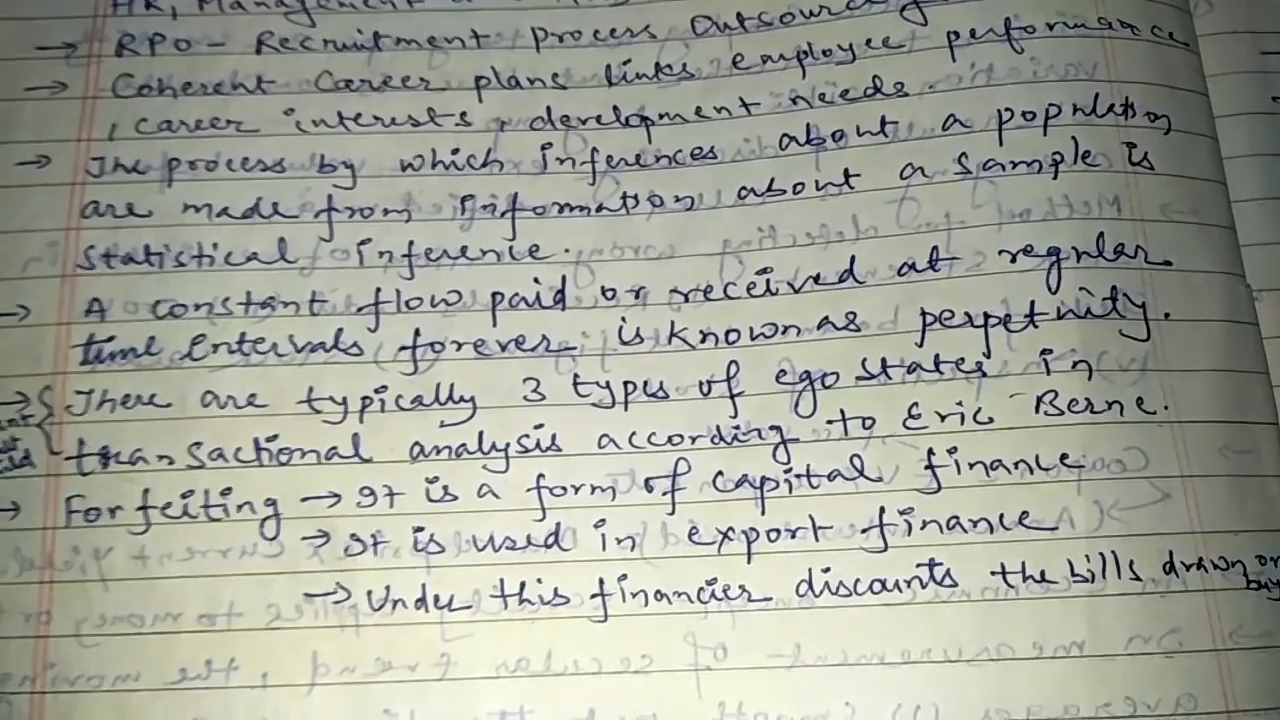 HR, Management
→ RPO - Recruitment process Outsourcing
→ Coherent Career plans links employee performance
, career interests, development needs.
→ The process by which inferences about a population
are made from information about a sample is
statistical inference.
→ A constant flow paid or received at regular
time intervals forever is known as perpetuity.
→ { There are typically 3 types of ego states in
transactional analysis according to Eric Berne.
→ Forfeiting → It is a form of capital finance
→ It is used in export finance
→ Under this financier discounts the bills drawn on
buy